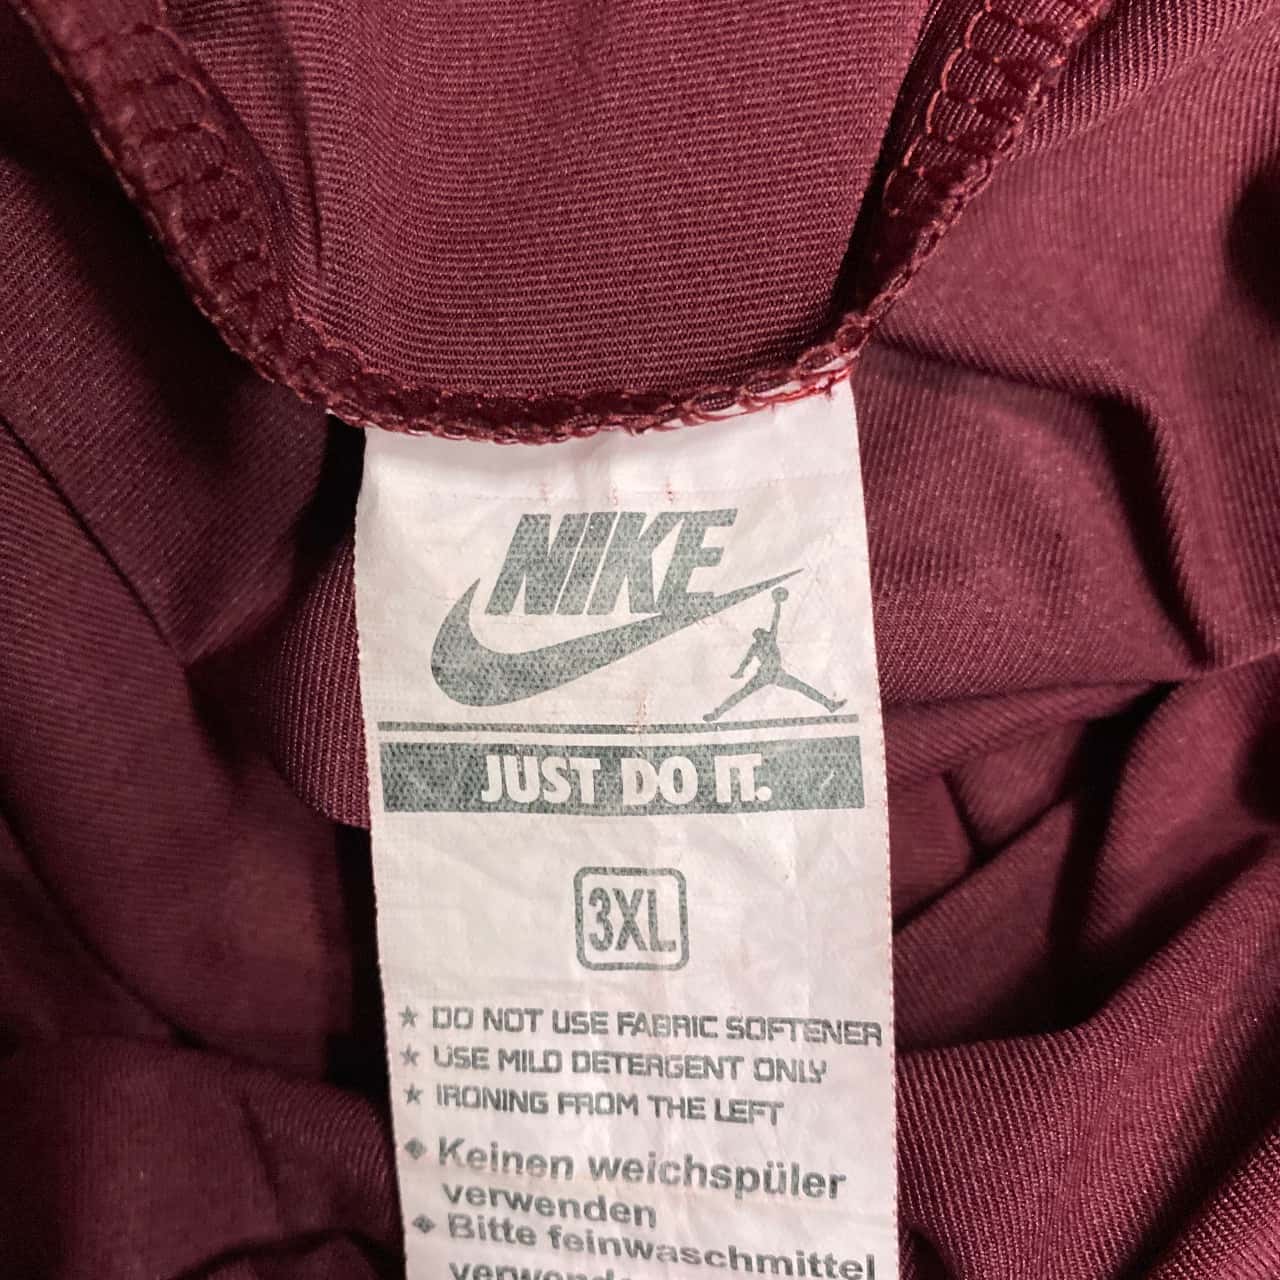 NIKE
JUST DO IT.
3XL
★ DO NOT USE FABRIC SOFTENER
★ USE MILD DETERGENT ONLY
★ IRONING FROM THE LEFT
◆ Keinen weichspüler
verwenden
◆ Bitte feinwaschmittel